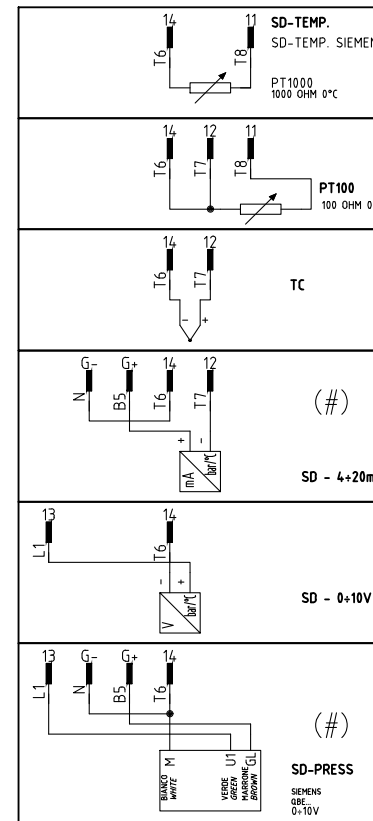 14 11 SD-TEMP.
SD-TEMP. SIEMEN
T6 T8
PT1000
1000 OHM 0°C
14 12 11
T6 T7 T8
PT100
100 OHM 0
14 12
T6 T7
TC
- +
G- G+ 14 12
N B5 T6 T7
(#)
+ -
mA bar/°C
SD - 4÷20m
13 14
L1 T6
- +
V bar/°C
SD - 0÷10V
13 G- G+ 14
L1 N B5 T6
(#)
M U1 GL
BIANCO
WHITE
VERDE
GREEN
MARRONE
BROWN
SD-PRESS
SIEMENS
QBE...
0÷10V